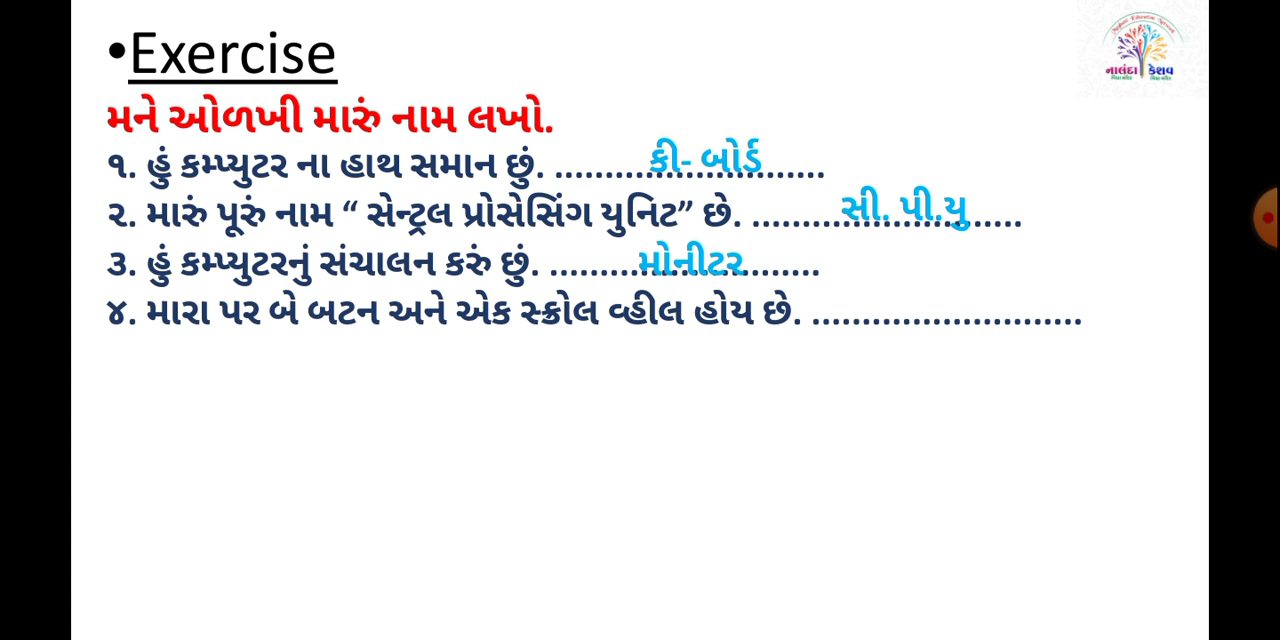 •Exercise
મને ઓળખી મારું નામ લખો.
૧. હું કમ્પ્યુટર ના હાથ સમાન છું. ........કી- બોર્ડ........
૨. મારું પૂરું નામ “ સેન્ટ્રલ પ્રોસેસિંગ યુનિટ” છે. ........સી. પી.યુ........
૩. હું કમ્પ્યુટરનું સંચાલન કરું છું. ........મોનીટર........
૪. મારા પર બે બટન અને એક સ્ક્રોલ વ્હીલ હોય છે. ...........................
નાલંદા કેશવ
વિદ્યા મંદિર વિદ્યા મંદિર